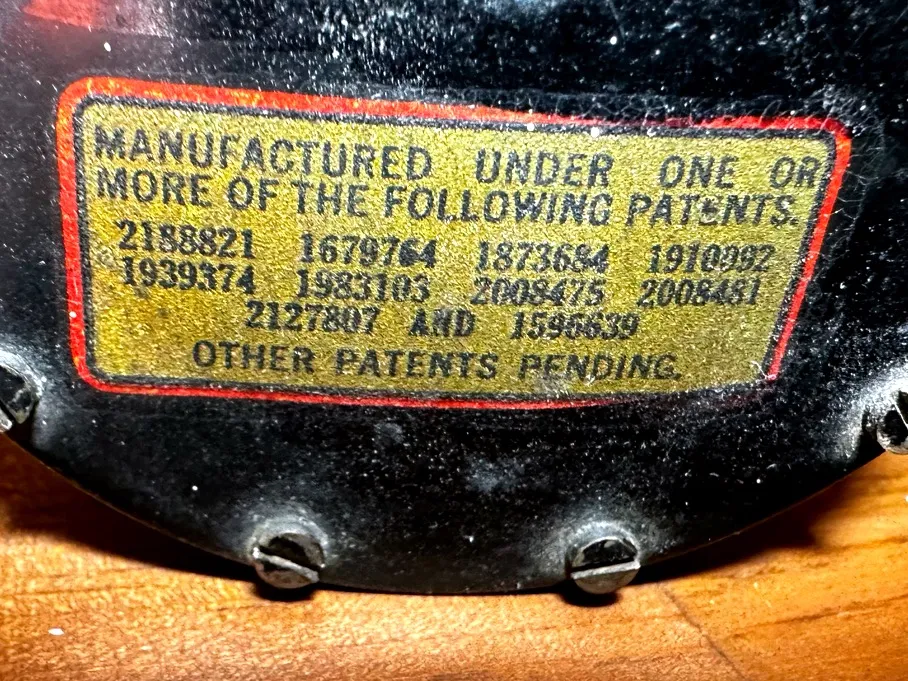 MANUFACTURED UNDER ONE OR
MORE OF THE FOLLOWING PATENTS.
2188821 1679764 1873684 1910092
1939374 1983103 2008475 2008481
2127807 AND 1596639
OTHER PATENTS PENDING.